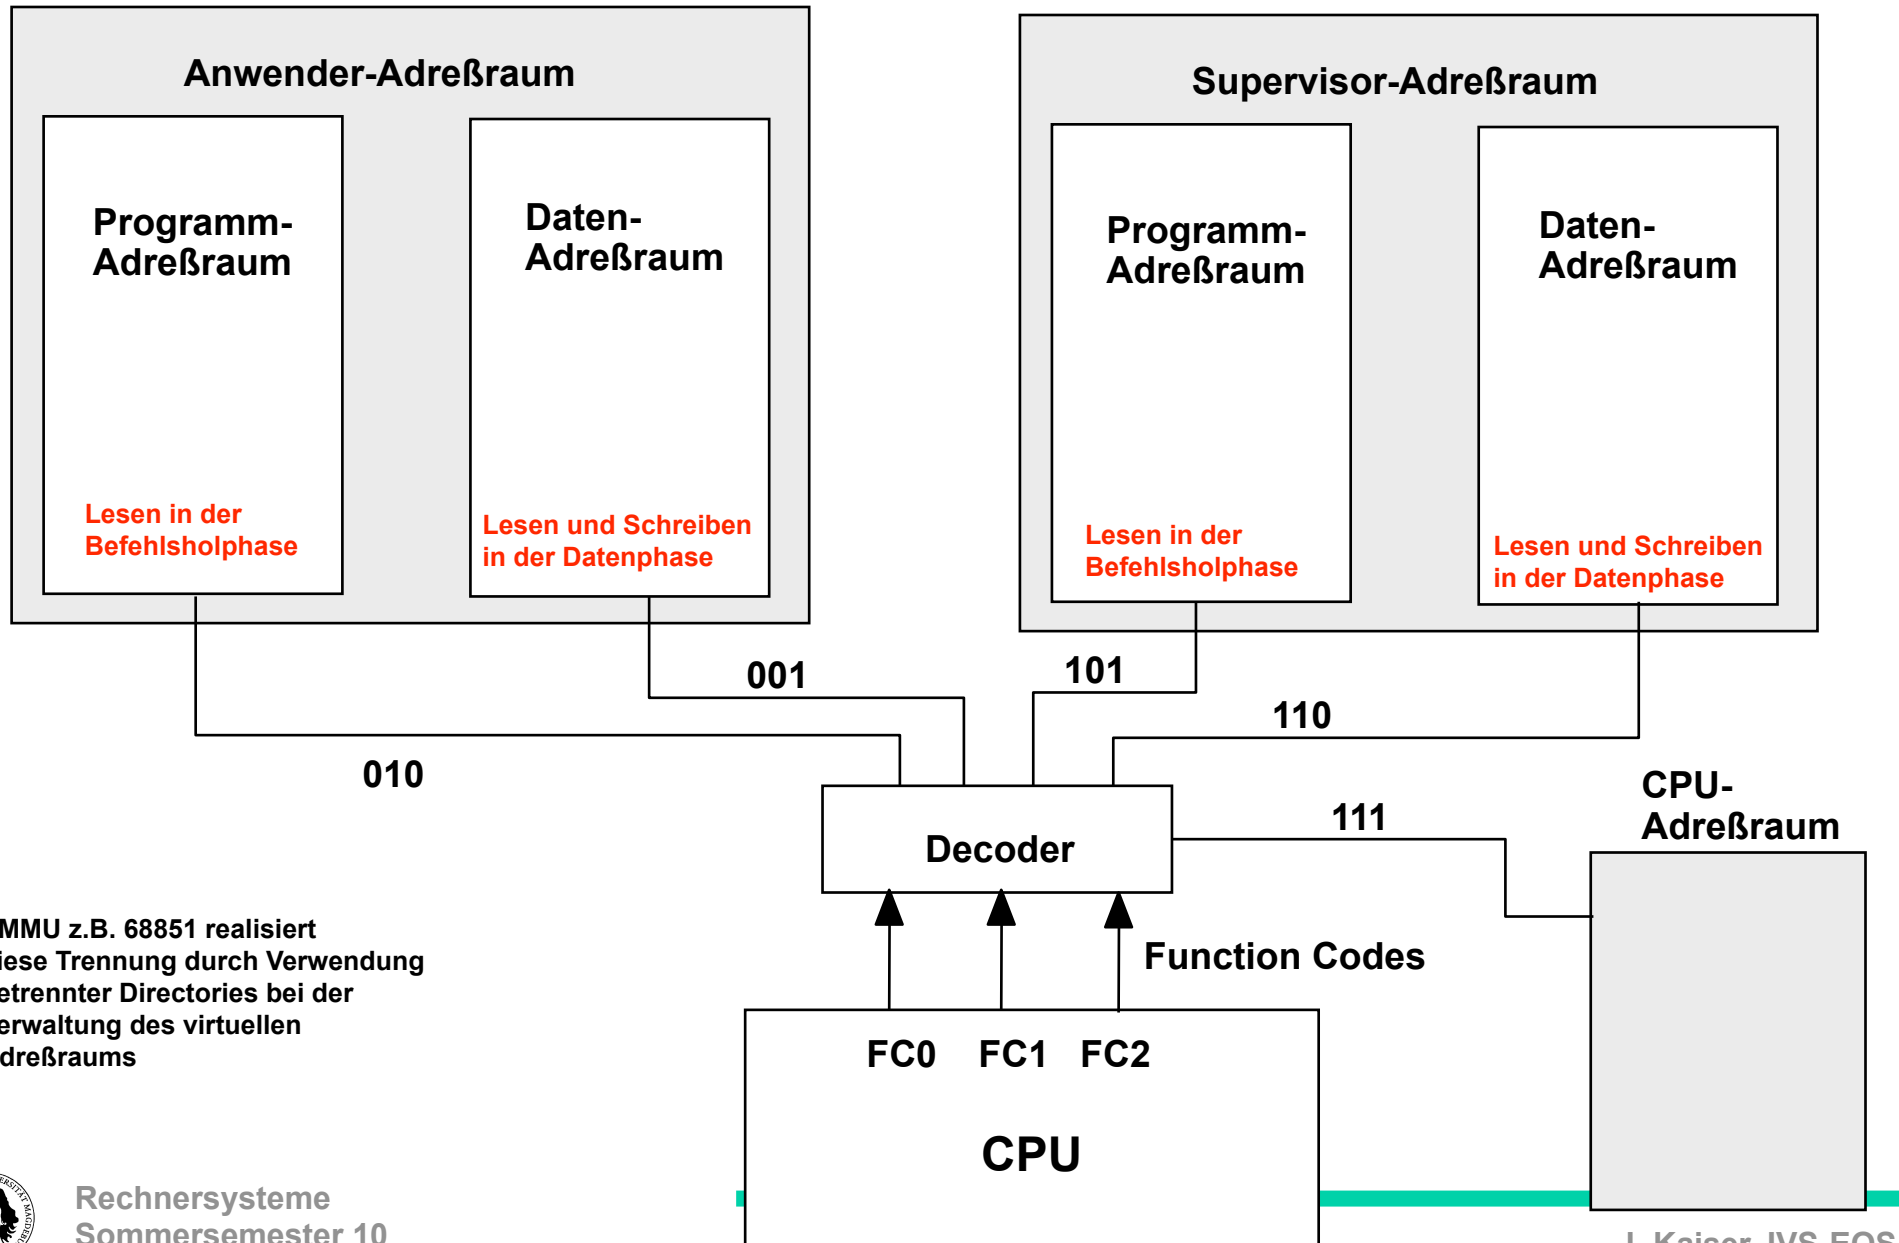 Anwender-Adreßraum
Supervisor-Adreßraum
Programm-
Adreßraum
Daten-
Adreßraum
Programm-
Adreßraum
Daten-
Adreßraum
Lesen in der
Befehlsholphase
Lesen und Schreiben
in der Datenphase
Lesen in der
Befehlsholphase
Lesen und Schreiben
in der Datenphase
001
101
110
010
111
CPU-
Adreßraum
Decoder
MMU z.B. 68851 realisiert
iese Trennung durch Verwendung
etrennter Directories bei der
erwaltung des virtuellen
dreßraums
Function Codes
FC0 FC1 FC2
CPU
Rechnersysteme
Sommersemester 10
Kaiser, IVS-EOS